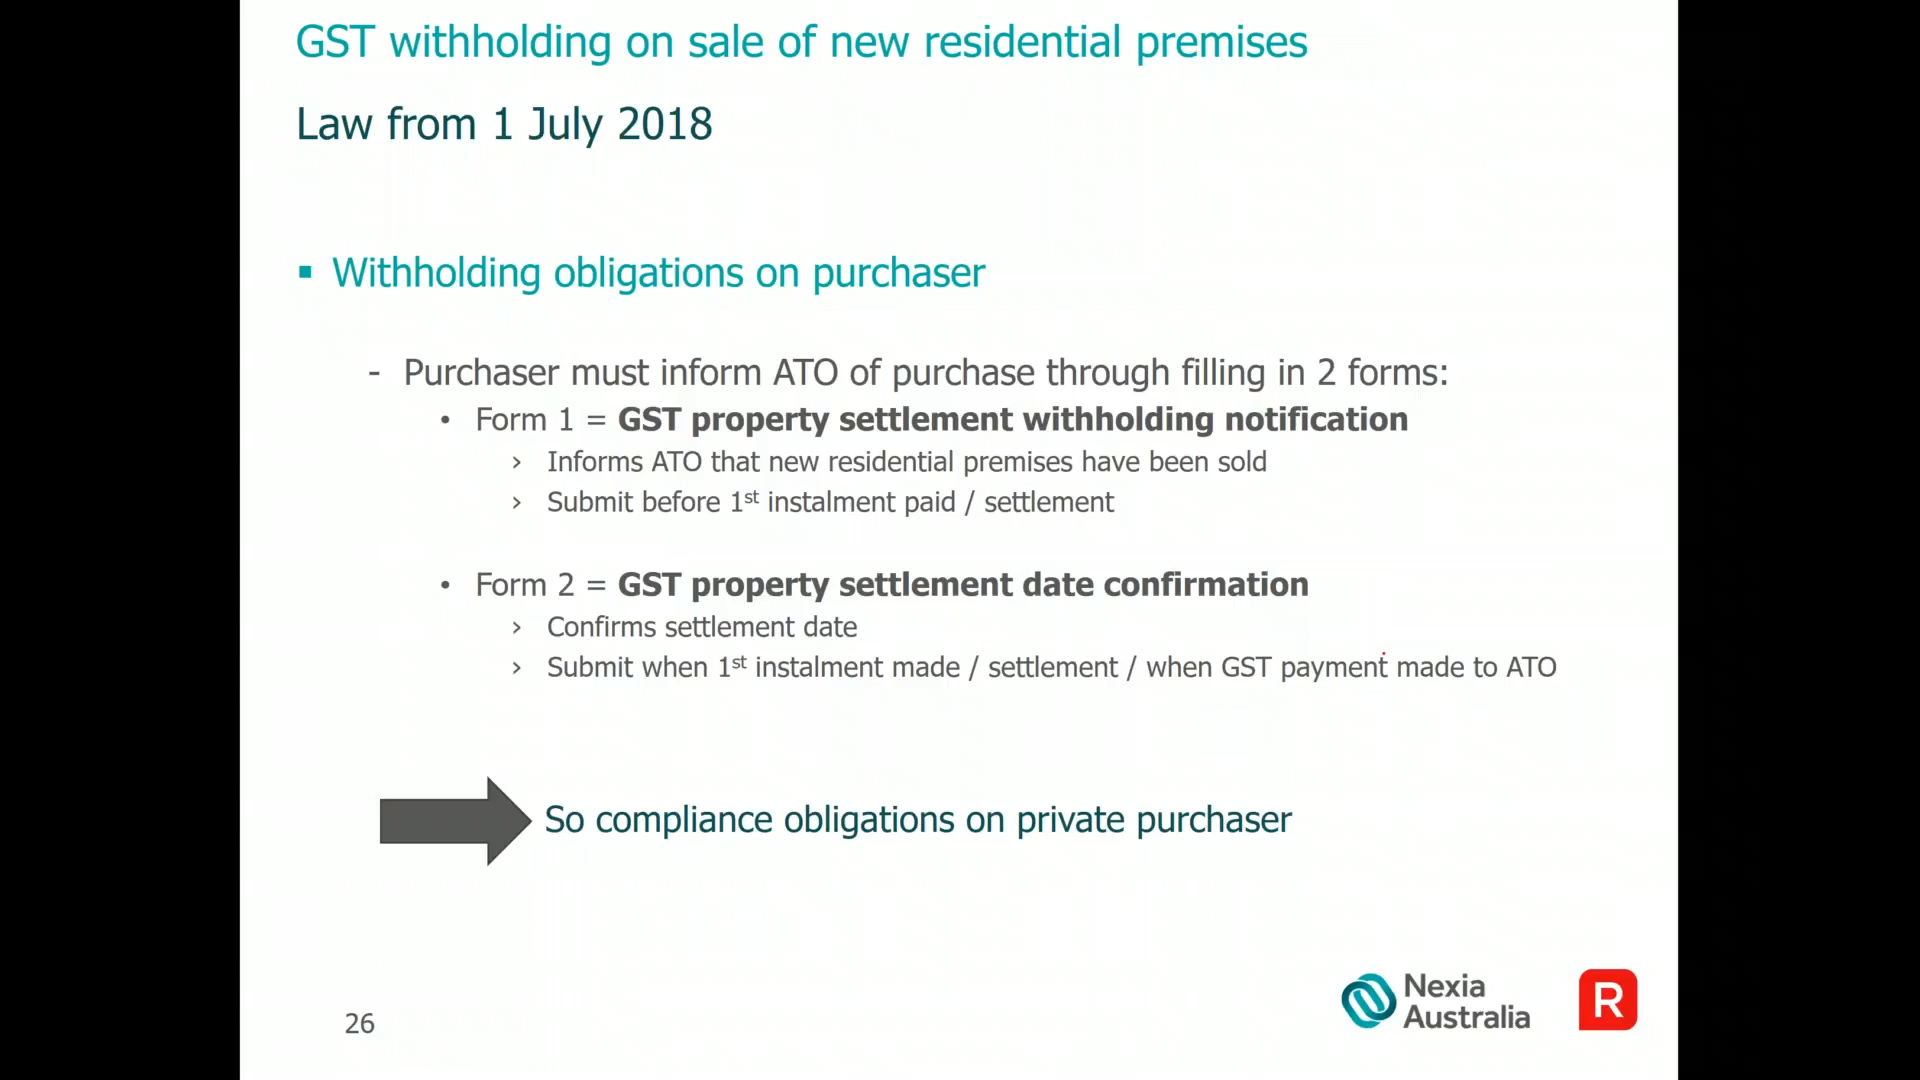 GST withholding on sale of new residential premises
Law from 1 July 2018
▪ Withholding obligations on purchaser
- Purchaser must inform ATO of purchase through filling in 2 forms:
• Form 1 = GST property settlement withholding notification
› Informs ATO that new residential premises have been sold
› Submit before 1st instalment paid / settlement
• Form 2 = GST property settlement date confirmation
› Confirms settlement date
› Submit when 1st instalment made / settlement / when GST payment made to ATO
So compliance obligations on private purchaser
Nexia
Australia
R
26